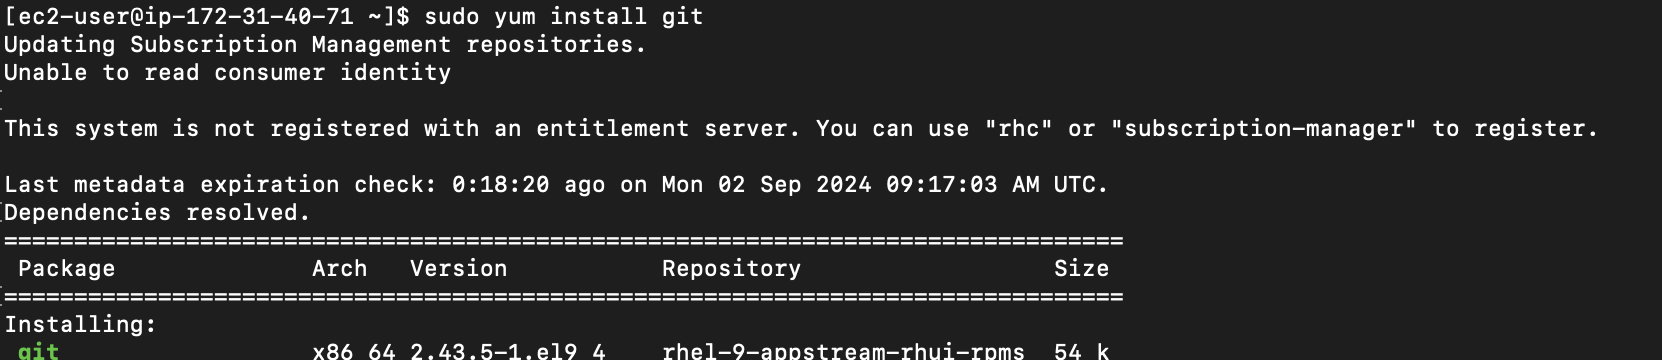 [ec2-user@ip-172-31-40-71 ~]$ sudo yum install git
Updating Subscription Management repositories.
Unable to read consumer identity
This system is not registered with an entitlement server. You can use "rhc" or "subscription-manager" to register.
Last metadata expiration check: 0:18:20 ago on Mon 02 Sep 2024 09:17:03 AM UTC.
Dependencies resolved.
================================================================================
Package Arch Version Repository Size
================================================================================
Installing:
git x86_64 2.43.5-1.el9_4 rhel-9-appstream-rhui-rpms 54 k